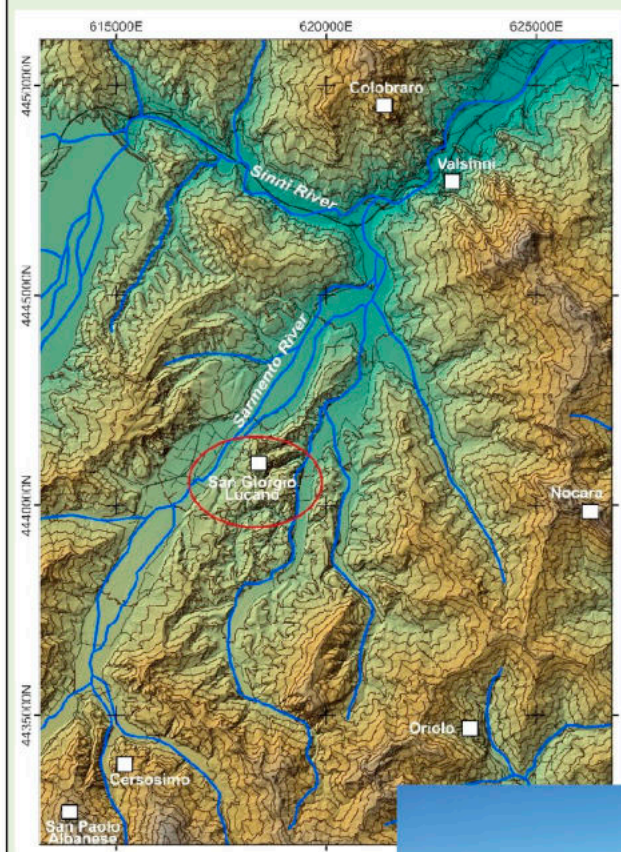 615000E 620000E 625000E
4450000N
Colobraro
Valsinni
Sinni River
4445000N
Sarmento River
San Giorgio
Lucano
4440000N
Nocara
4435000N
Oriolo
Cersosimo
San Paolo
Albanese